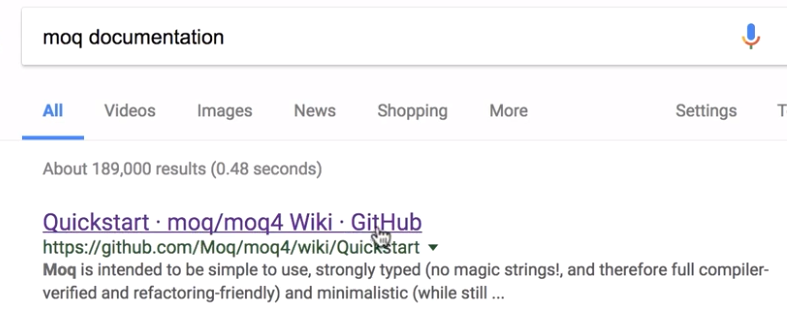 moq documentation
All Videos Images News Shopping More Settings T
About 189,000 results (0.48 seconds)
Quickstart · moq/moq4 Wiki · GitHub
https://github.com/Moq/moq4/wiki/Quickstart
Moq is intended to be simple to use, strongly typed (no magic strings!, and therefore full compiler-
verified and refactoring-friendly) and minimalistic (while still ...